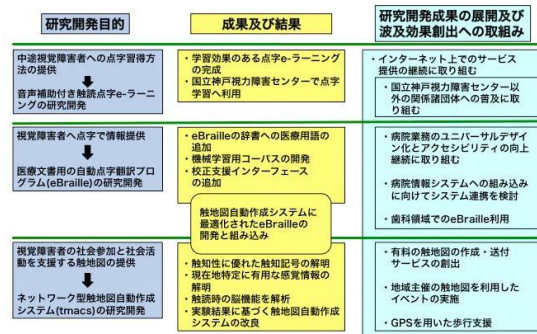 研究開発目的
成果及び結果
研究開発成果の展開及び
波及効果創出への取組み
中途視覚障害者への点字習得方
法の提供
音声補助付き触読点字e-ラーニ
ングの研究開発
・学習効果のある点字e-ラーニング
の完成
・国立神戸視力障害センターで点字
学習へ利用
・インターネット上でのサービス
提供の継続に取り組む
・国立神戸視力障害センター以
外の関係諸団体への普及に取
り組む
視覚障害者へ点字で情報提供
医療文書用の自動点字翻訳プロ
グラム(eBraille)の研究開発
・eBrailleの辞書への医療用語の
追加
・機械学習用コーパスの開発
・校正支援インターフェース
の追加
・病院業務のユニバーサルデザイ
ン化とアクセシビリティの向上
継続に取り組む
・病院情報システムへの組み込み
に向けてシステム連携を検討
・歯科領域でのeBraille利用
触地図自動作成システムに
最適化されたeBrailleの
開発と組み込み
視覚障害者の社会参加と社会活
動を支援する触地図の提供
ネットワーク型触地図自動作成
システム(tmacs)の研究開発
・触知性に優れた触知記号の解明
・現在地特定に有用な感覚情報の
解明
・触読時の脳機能を解析
・実験結果に基づく触地図自動作成
システムの改良
・有料の触地図の作成・送付
サービスの創出
・地域主催の触地図を利用した
イベントの実施
・GPSを用いた歩行支援